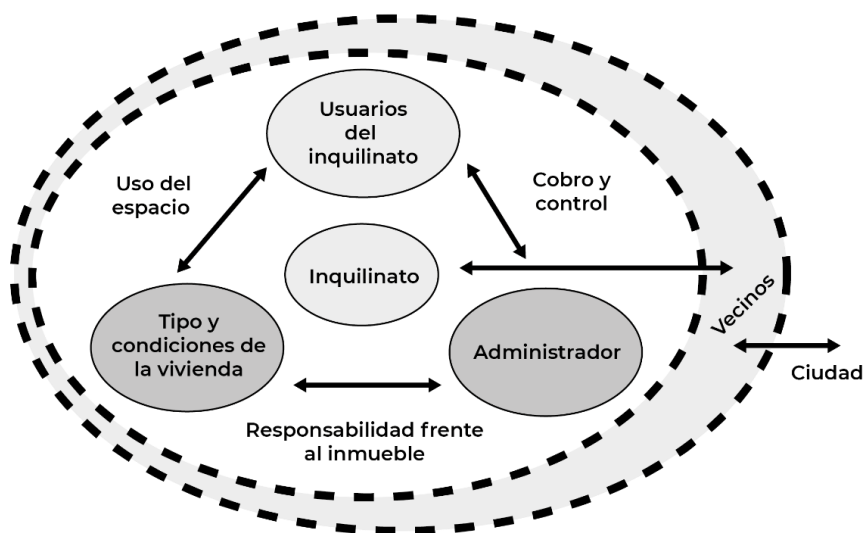 Usuarios
del
inquilinato
Uso del
espacio
Cobro y
control
Inquilinato
Tipo y
condiciones de
la vivienda
Administrador
Vecinos
Ciudad
Responsabilidad frente
al inmueble